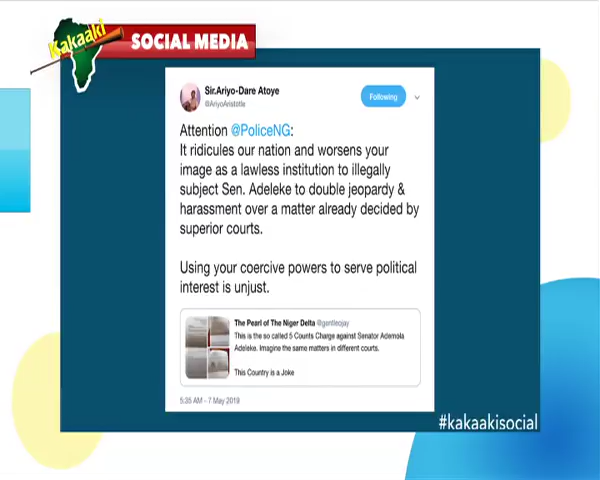 Kakaaki
SOCIAL MEDIA
Sir.Ariyo-Dare Atoye
@AriyoAristotle
Following
Attention @PoliceNG:
It ridicules our nation and worsens your
image as a lawless institution to illegally
subject Sen. Adeleke to double jeopardy &
harassment over a matter already decided by
superior courts.
Using your coercive powers to serve political
interest is unjust.
The Pearl of The Niger Delta @gentleojay
This is the so called 5 Counts Charge against Senator Ademola
Adeleke. Imagine the same matters in different courts.
This Country is a Joke
5:35 AM - 7 May 2019
#kakaakisocial